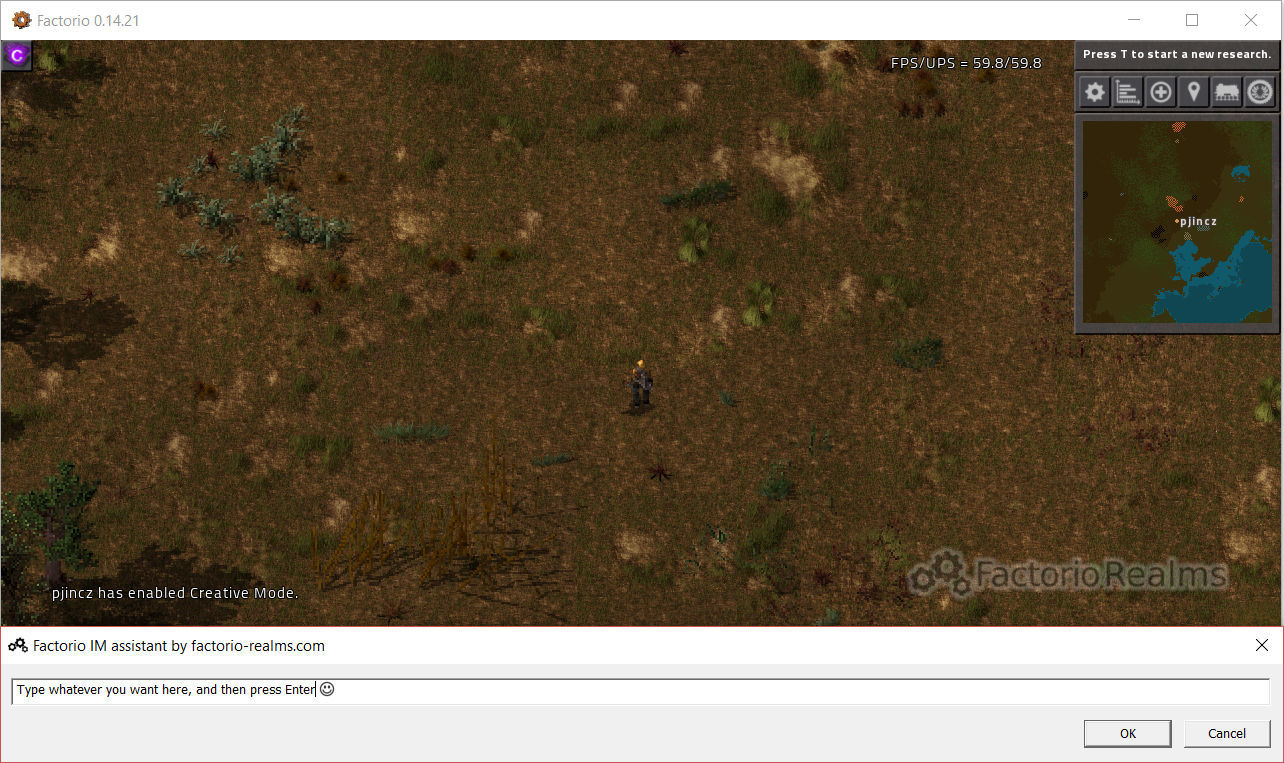 Factorio 0.14.21
C
FPS/UPS = 59.8/59.8
Press T to start a new research.
pjincz
FactorioRealms
pjincz has enabled Creative Mode.
Factorio IM assistant by factorio-realms.com
Type whatever you want here, and then press Enter
OK
Cancel